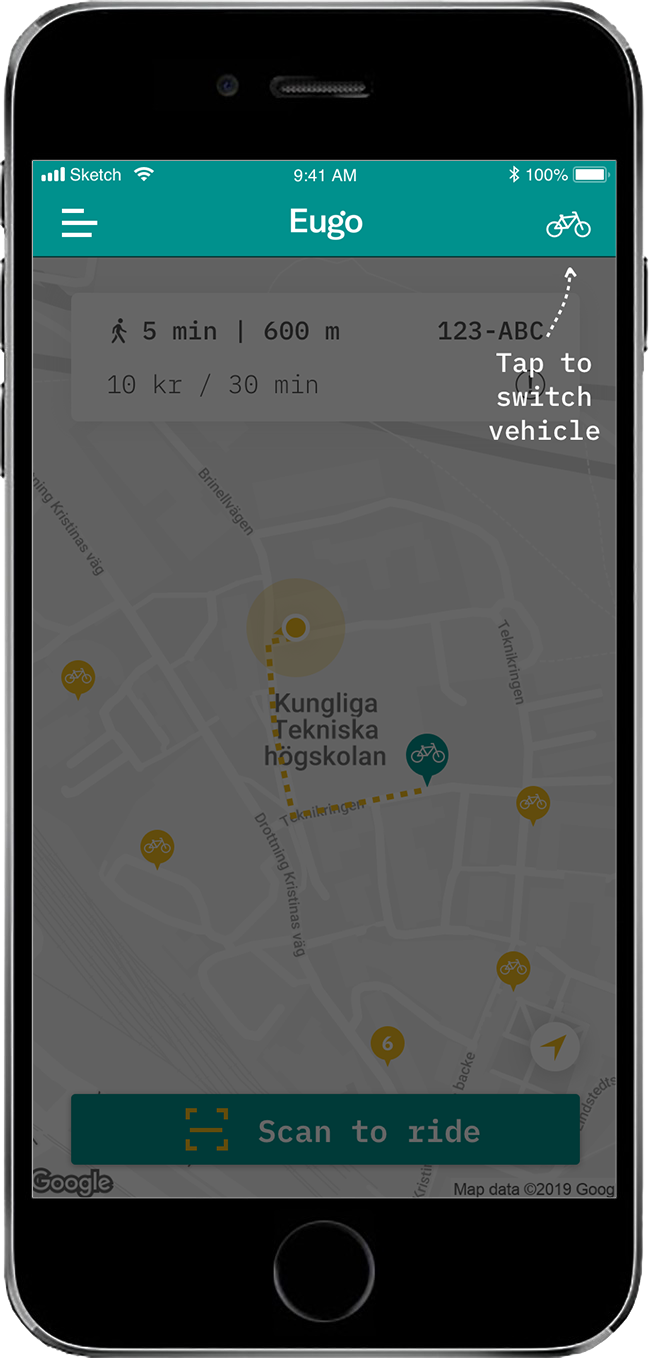 Sketch 9:41 AM 100%
Eugo
5 min | 600 m 123-ABC
10 kr / 30 min
Tap to
switch
vehicle
Brinellvägen
ning Kristinas väg
Teknikringen
Kungliga
Tekniska
högskolan
Teknikringen
Drottning Kristinas väg
6
backe
Scan to ride
Google
Map data ©2019 Goog